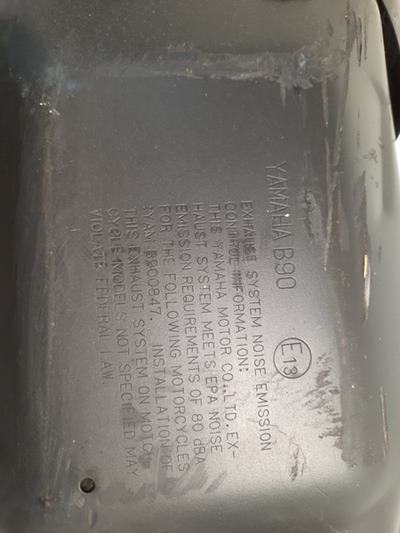 YAMAHA B90 E13
EXHAUST SYSTEM NOISE EMISSION
CONTROL INFORMATION:
THIS YAMAHA MOTOR CO.,LTD. EX-
HAUST SYSTEM MEETS EPA NOISE
EMISSION REQUIREMENTS OF 80 dBA
FOR THE FOLLOWING MOTORCYCLES
YAM B900847. INSTALLATION OF
THIS EXHAUST SYSTEM ON MOTOR
CYCLE MODELS NOT SPECIFIED MAY
VIOLATE FEDERAL LAW.